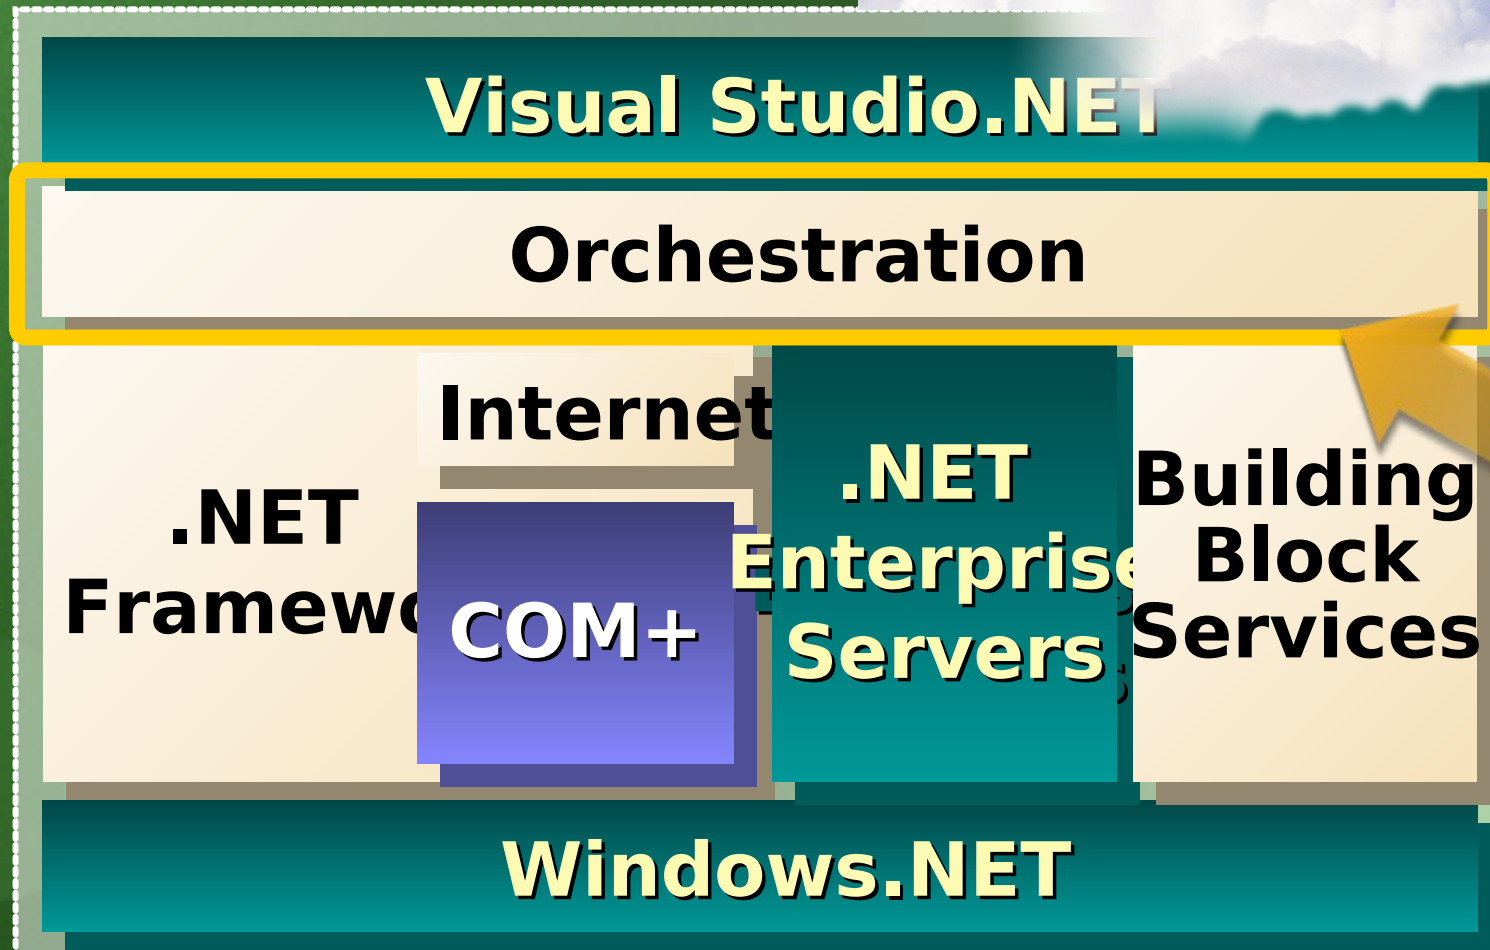 Visual Studio.NET
Orchestration
.NET
Internet
COM+
.NET
Enterprise
Servers
Building
Block
Services
Windows.NET